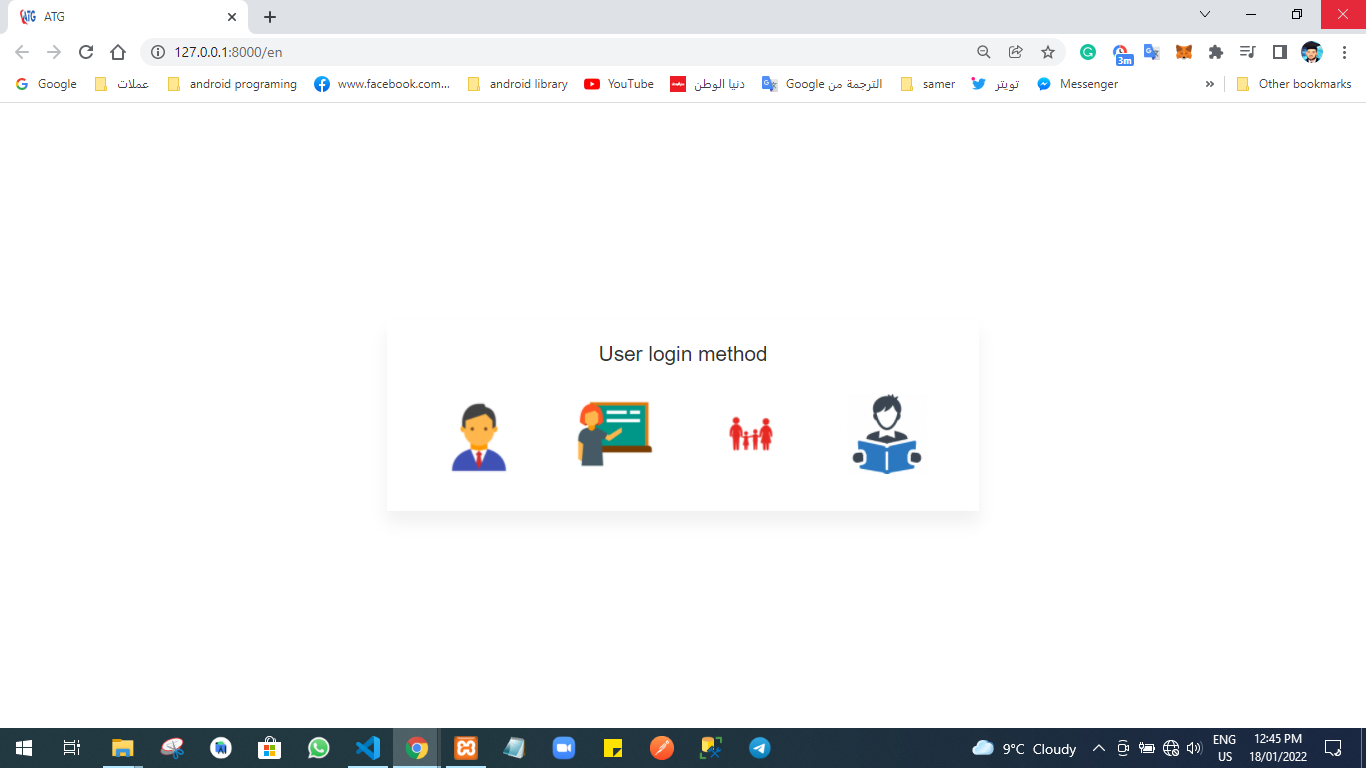 ATG
127.0.0.1:8000/en
3m
Google
عملات
android programing
www.facebook.com...
android library
YouTube
دنيا الوطن
الترجمة من Google
samer
تويتر
Messenger
»
Other bookmarks
User login method
9°C Cloudy
ENG
US
12:45 PM
18/01/2022